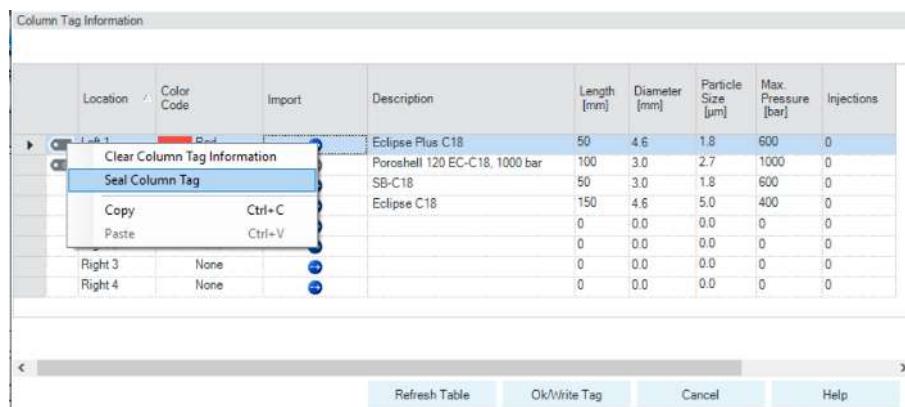 Column Tag Information
Location Color Code Import Description Length [mm] Diameter [mm] Particle Size [µm] Max. Pressure [bar] Injections
Eclipse Plus C18 50 4.6 1.8 600 0
Poroshell 120 EC-C18, 1000 bar 100 3.0 2.7 1000 0
SB-C18 50 3.0 1.8 600 0
Eclipse C18 150 4.6 5.0 400 0
0 0.0 0.0 0 0
0 0.0 0.0 0 0
Right 3 None 0 0.0 0.0 0 0
Right 4 None 0 0.0 0.0 0 0
Clear Column Tag Information
Seal Column Tag
Copy Ctrl+C
Paste Ctrl+V
Refresh Table Ok/Write Tag Cancel Help